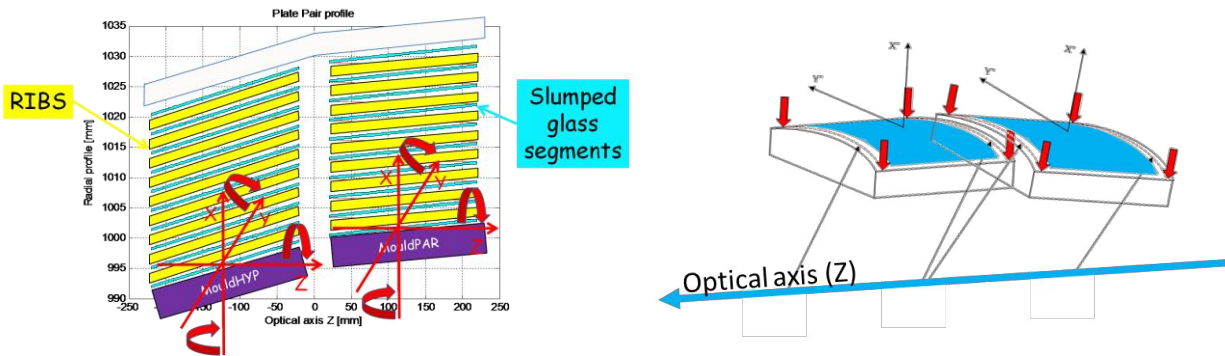 Plate Pair profile
1035
1030
1025
1020
1015
1010
1005
1000
995
990
Radial profile [mm]
-250
-200
-150
-100
-50
0
50
100
150
200
250
Optical axis Z [mm]
RIBS
Slumped
glass
segments
X
Y
Z
MouldHYP
X
Y
Z
MouldPAR
X"
Y"
X"
Y"
Optical axis (Z)